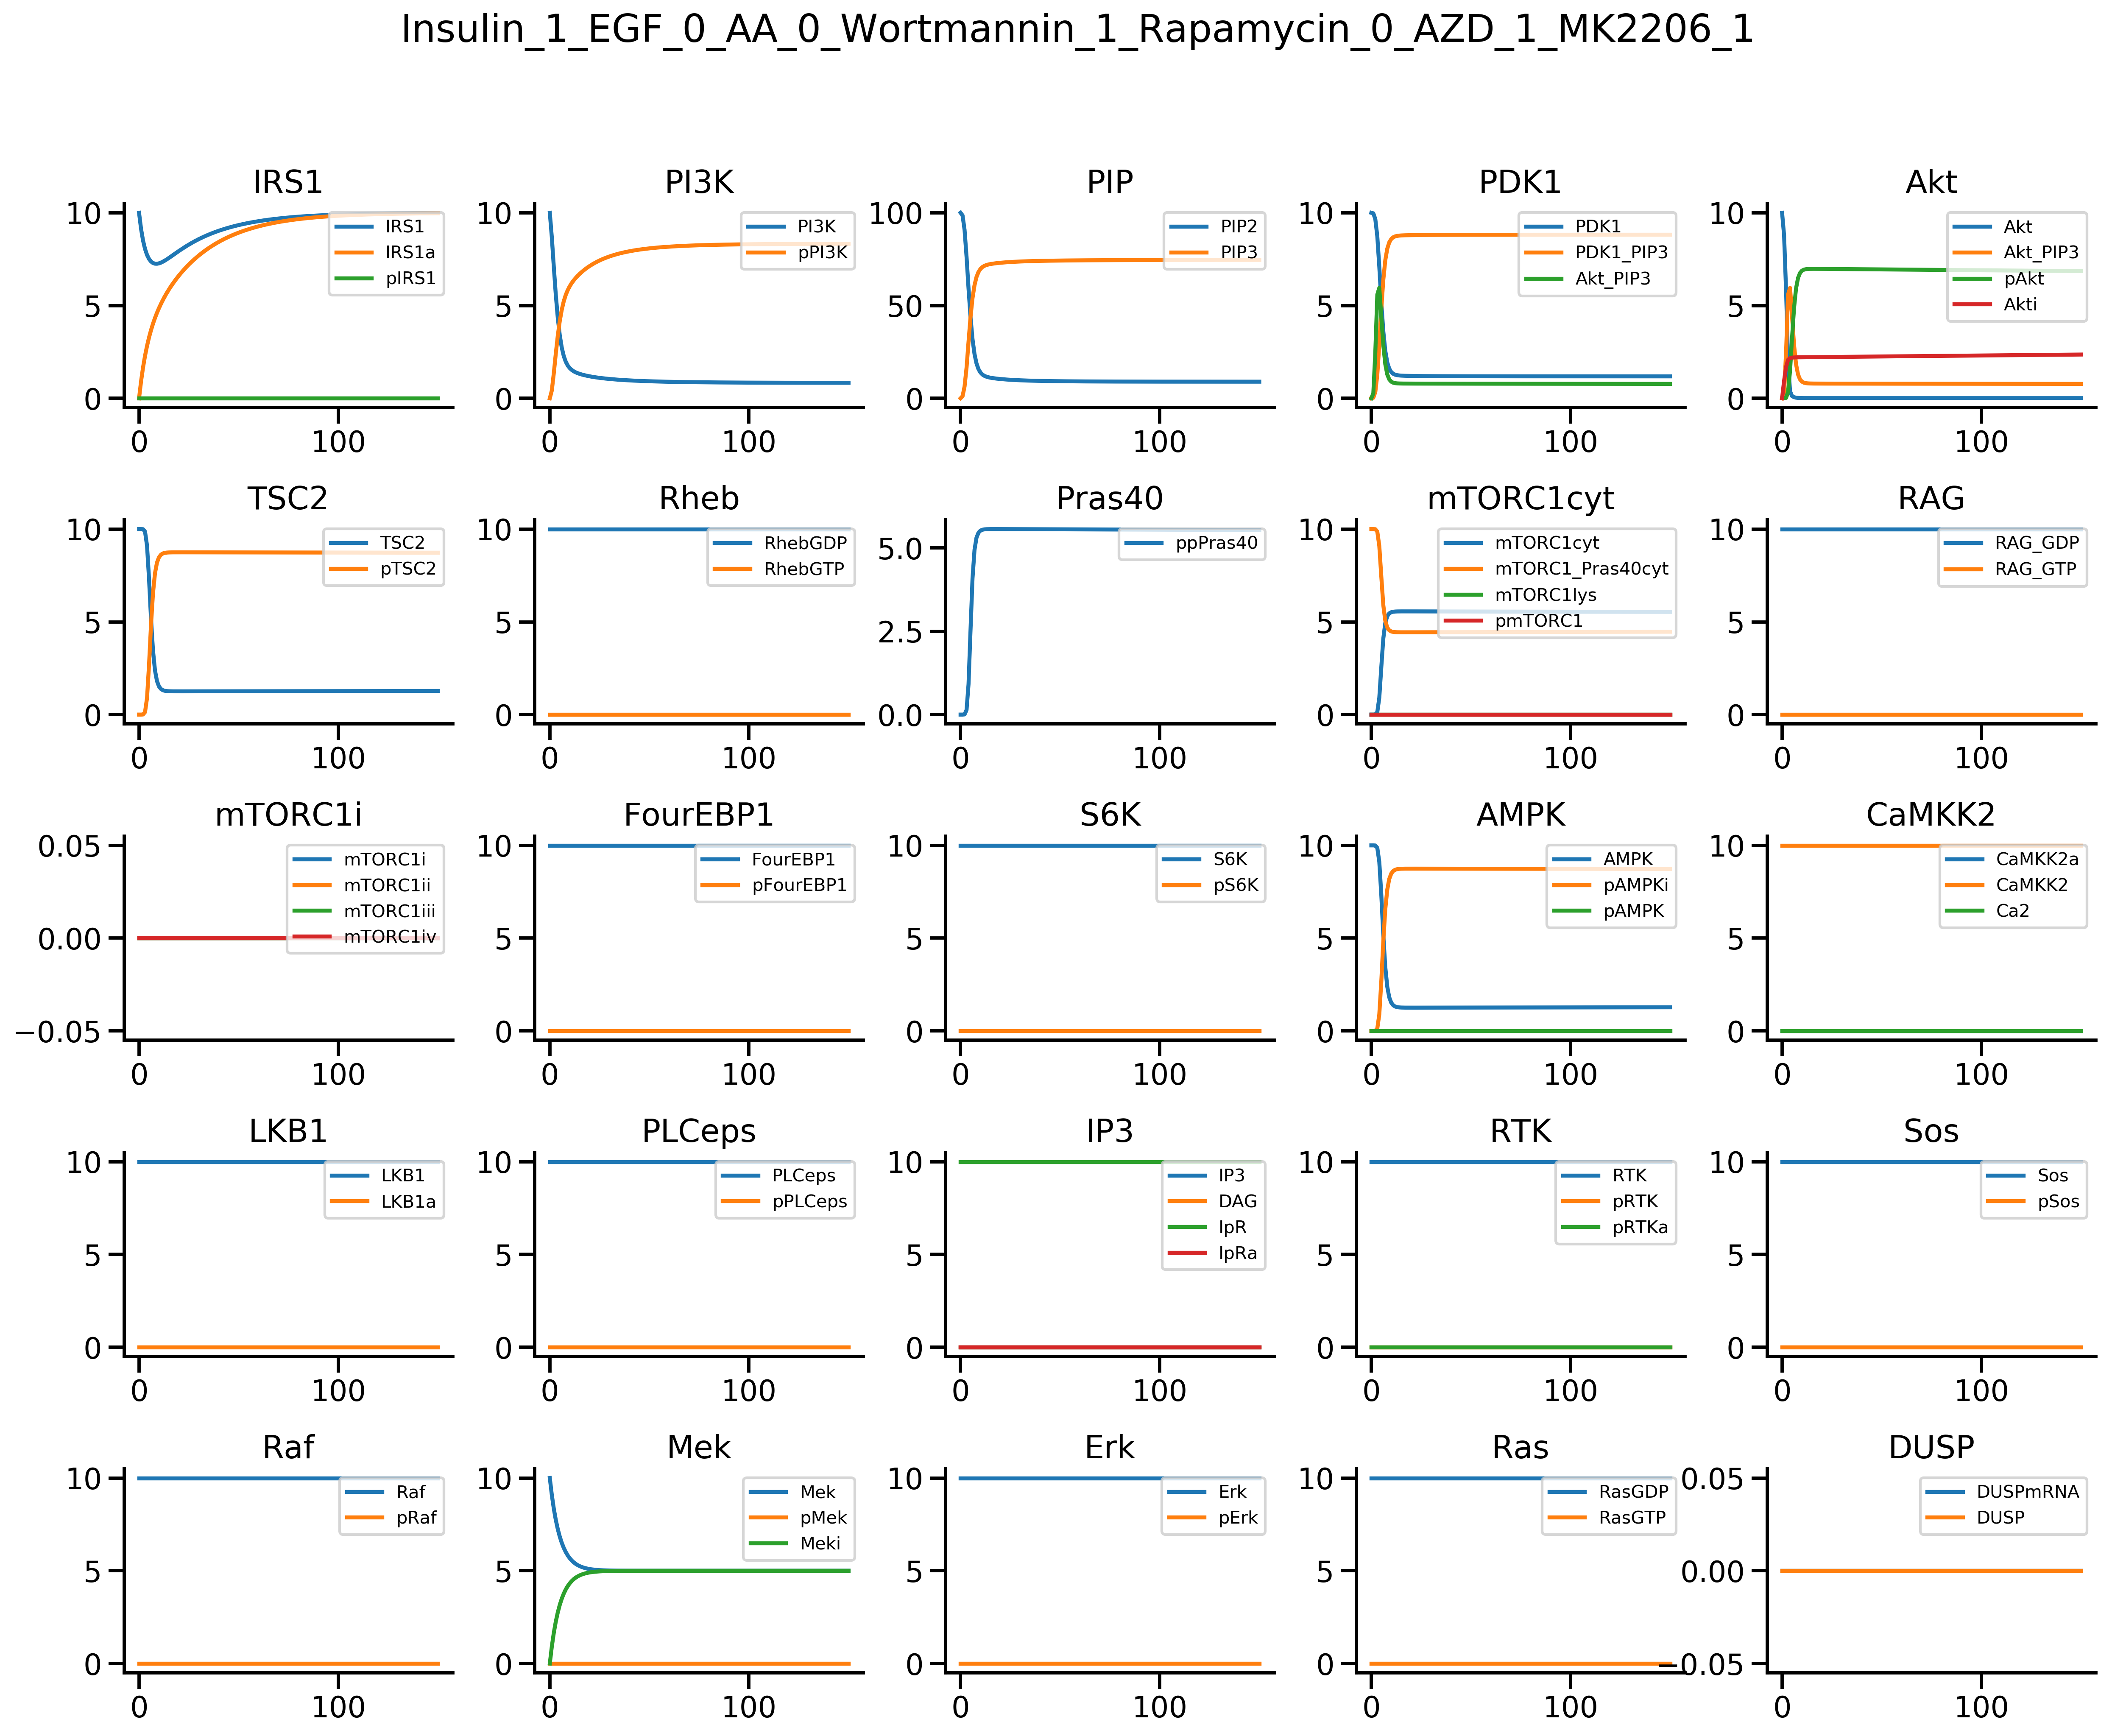 Insulin_1_EGF_0_AA_0_Wortmannin_1_Rapamycin_0_AZD_1_MK2206_1
IRS1
10
5
0
0
100
IRS1
IRS1a
pIRS1
PI3K
10
5
0
0
100
PI3K
pPI3K
PIP
100
50
0
0
100
PIP2
PIP3
PDK1
10
5
0
0
100
PDK1
PDK1_PIP3
Akt_PIP3
Akt
10
5
0
0
100
Akt
Akt_PIP3
pAkt
Akti
TSC2
10
5
0
0
100
TSC2
pTSC2
Rheb
10
5
0
0
100
RhebGDP
RhebGTP
Pras40
5.0
2.5
0.0
0
100
ppPras40
mTORC1cyt
10
5
0
0
100
mTORC1cyt
mTORC1_Pras40cyt
mTORC1lys
pmTORC1
RAG
10
5
0
0
100
RAG_GDP
RAG_GTP
mTORC1i
0.05
0.00
−0.05
0
100
mTORC1i
mTORC1ii
mTORC1iii
mTORC1iv
FourEBP1
10
5
0
0
100
FourEBP1
pFourEBP1
S6K
10
5
0
0
100
S6K
pS6K
AMPK
10
5
0
0
100
AMPK
pAMPKi
pAMPK
CaMKK2
10
5
0
0
100
CaMKK2a
CaMKK2
Ca2
LKB1
10
5
0
0
100
LKB1
LKB1a
PLCeps
10
5
0
0
100
PLCeps
pPLCeps
IP3
10
5
0
0
100
IP3
DAG
IpR
IpRa
RTK
10
5
0
0
100
RTK
pRTK
pRTKa
Sos
10
5
0
0
100
Sos
pSos
Raf
10
5
0
0
100
Raf
pRaf
Mek
10
5
0
0
100
Mek
pMek
Meki
Erk
10
5
0
0
100
Erk
pErk
Ras
10
5
0
0
100
RasGDP
RasGTP
DUSP
0.05
0.00
−0.05
0
100
DUSPmRNA
DUSP